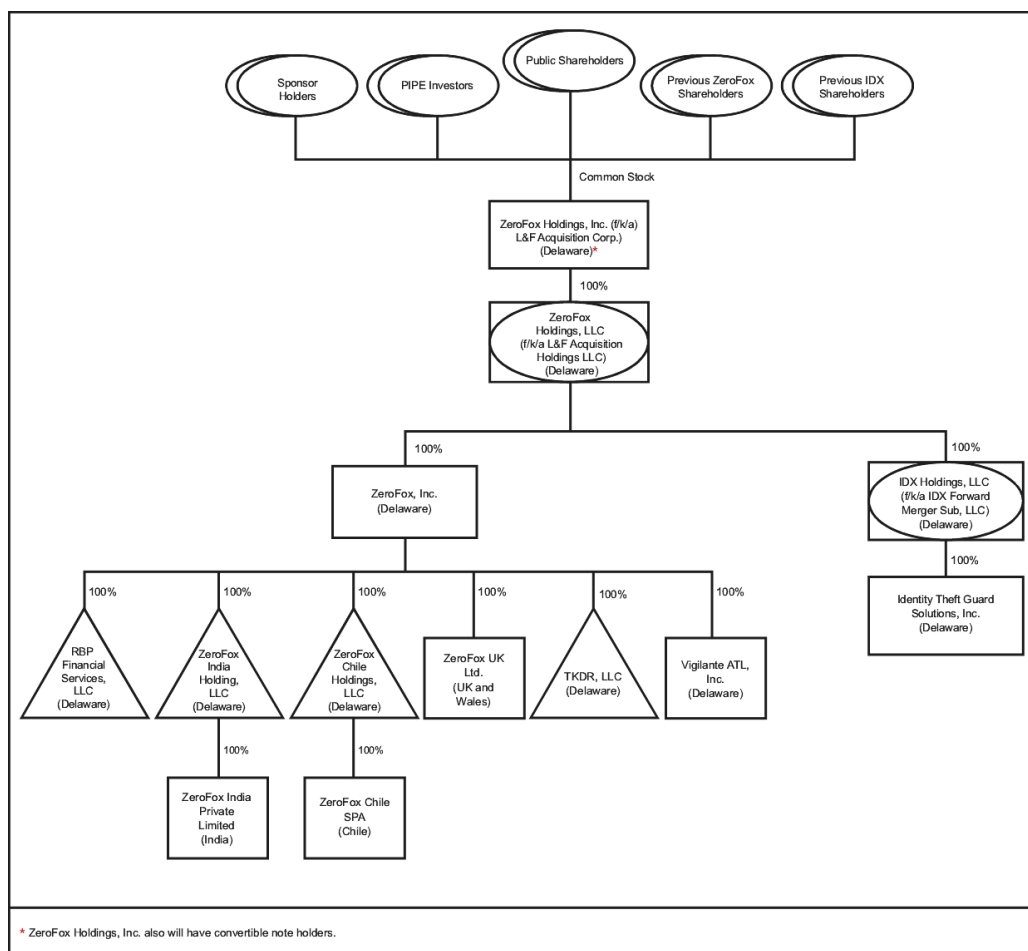 Public Shareholders
Sponsor
Holders
PIPE Investors
Previous ZeroFox
Shareholders
Previous IDX
Shareholders
Common Stock
ZeroFox Holdings, Inc. (f/k/a)
L&F Acquisition Corp.)
(Delaware)*
100%
ZeroFox
Holdings, LLC
(f/k/a L&F Acquisition
Holdings LLC)
(Delaware)
100%
100%
ZeroFox, Inc.
(Delaware)
IDX Holdings, LLC
(f/k/a IDX Forward
Merger Sub, LLC)
(Delaware)
100%
Identity Theft Guard
Solutions, Inc.
(Delaware)
100%
100%
100%
100%
100%
100%
RBP
Financial
Services,
LLC
(Delaware)
ZeroFox
India
Holding,
LLC
(Delaware)
ZeroFox
Chile
Holdings,
LLC
(Delaware)
ZeroFox UK
Ltd.
(UK and
Wales)
TKDR, LLC
(Delaware)
Vigilante ATL,
Inc.
(Delaware)
100%
100%
ZeroFox India
Private
Limited
(India)
ZeroFox Chile
SPA
(Chile)
* ZeroFox Holdings, Inc. also will have convertible note holders.